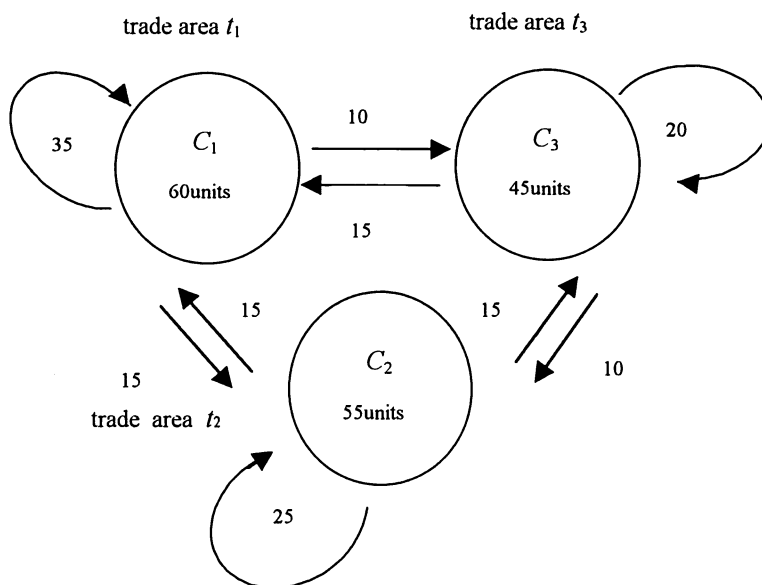 trade area t₁
trade area t₃
10
35
C₁
60units
C₃
45units
20
15
15
15
C₂
55units
15
10
trade area t₂
25